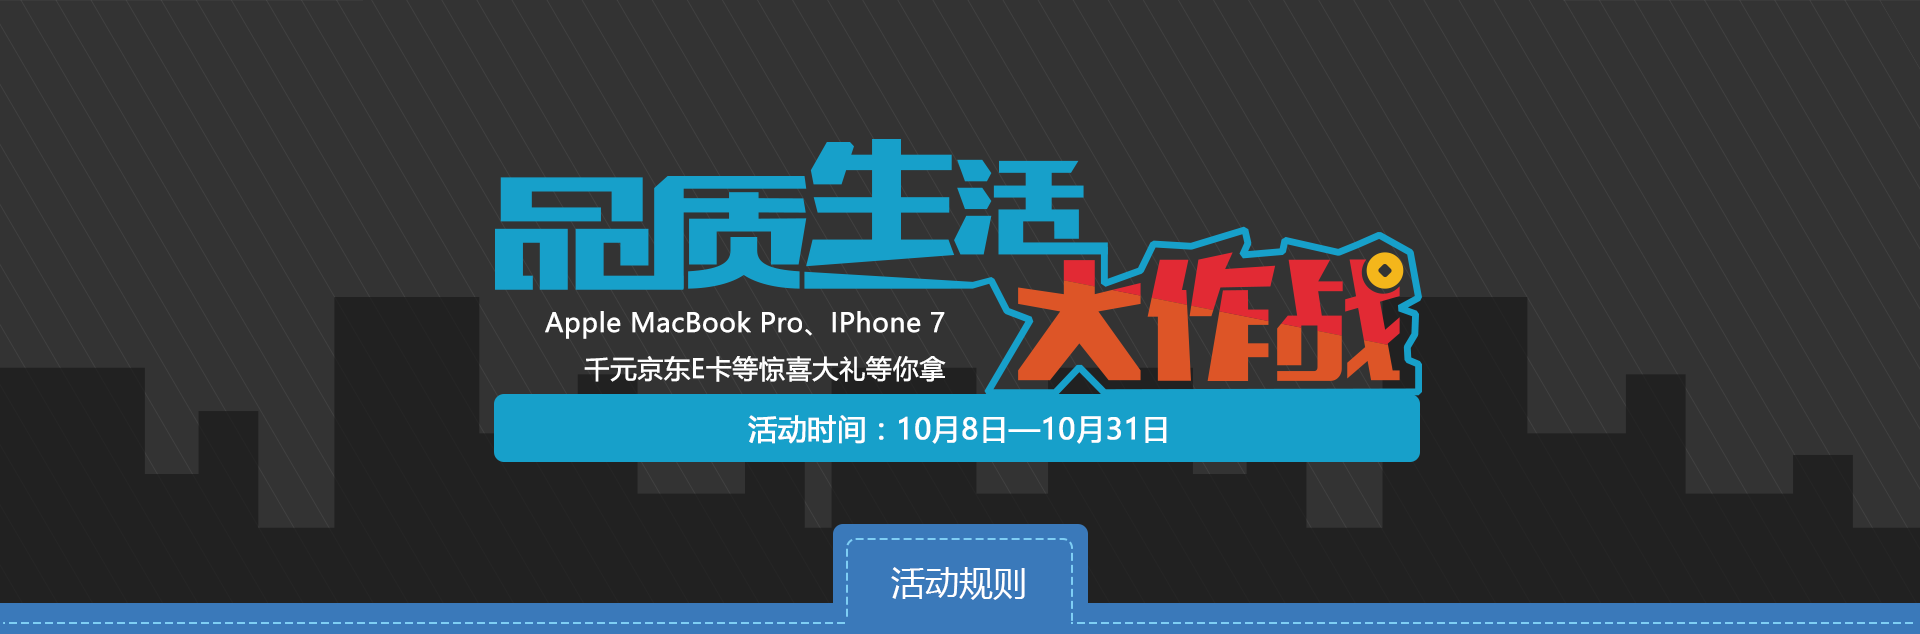 品质生活
大作战
Apple MacBook Pro、IPhone 7
千元京东E卡等惊喜大礼等你拿
活动时间：10月8日—10月31日
活动规则